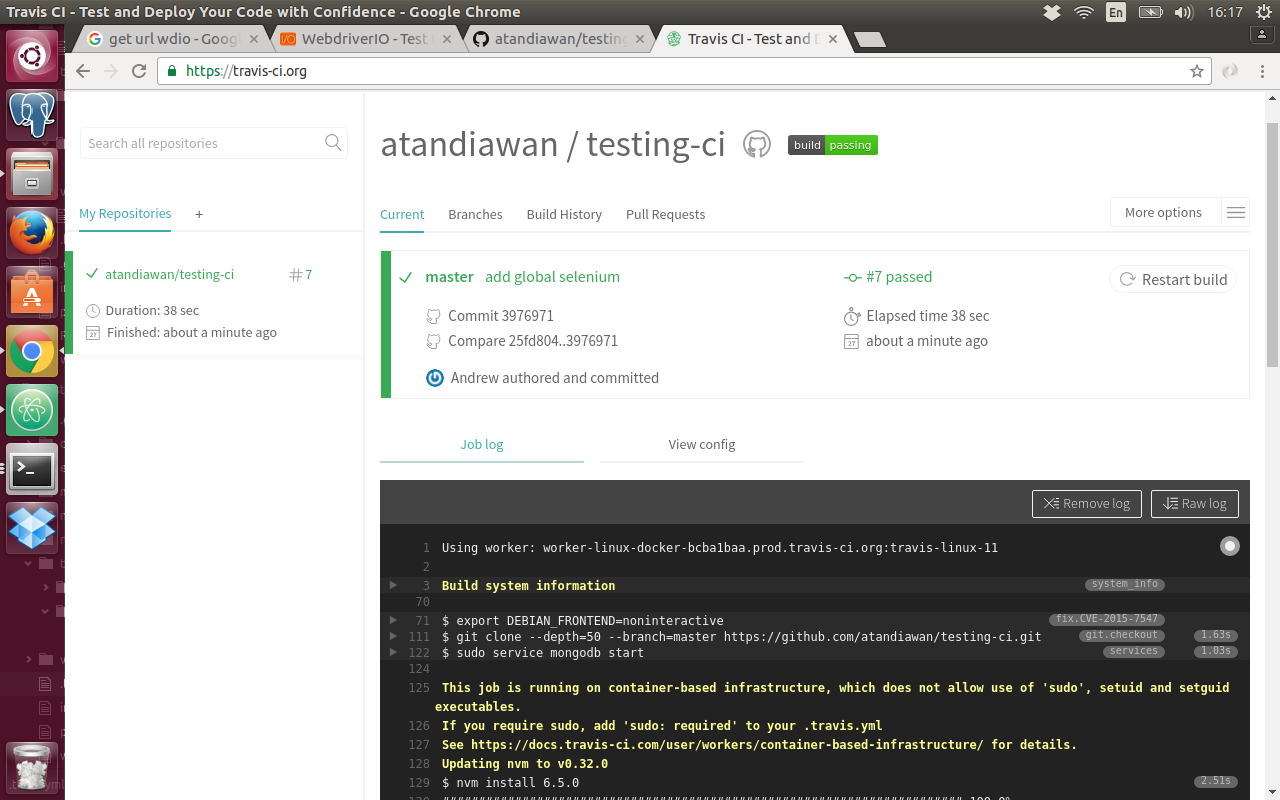 Travis CI - Test and Deploy Your Code with Confidence - Google Chrome
En
16:17
get url wdio - Goog
WebdriverIO - Test
atandiawan/testing
Travis CI - Test and D
https://travis-ci.org
Search all repositories
My Repositories +
atandiawan/testing-ci # 7
Duration: 38 sec
27 Finished: about a minute ago
atandiawan / testing-ci
build passing
Current Branches Build History Pull Requests
More options
master add global selenium
#7 passed
Restart build
Commit 3976971
Elapsed time 38 sec
Compare 25fd804..3976971
27 about a minute ago
Andrew authored and committed
Job log
View config
Remove log
Raw log
1 Using worker: worker-linux-docker-bcba1baa.prod.travis-ci.org:travis-linux-11
2
3 Build system information system_info
70
71 $ export DEBIAN_FRONTEND=noninteractive fix.CVE-2015-7547
111 $ git clone --depth=50 --branch=master https://github.com/atandiawan/testing-ci.git git.checkout 1.63s
122 $ sudo service mongodb start services 1.03s
124
125 This job is running on container-based infrastructure, which does not allow use of 'sudo', setuid and setguid
executables.
126 If you require sudo, add 'sudo: required' to your .travis.yml
127 See https://docs.travis-ci.com/user/workers/container-based-infrastructure/ for details.
128 Updating nvm to v0.32.0
129 $ nvm install 6.5.0 2.51s